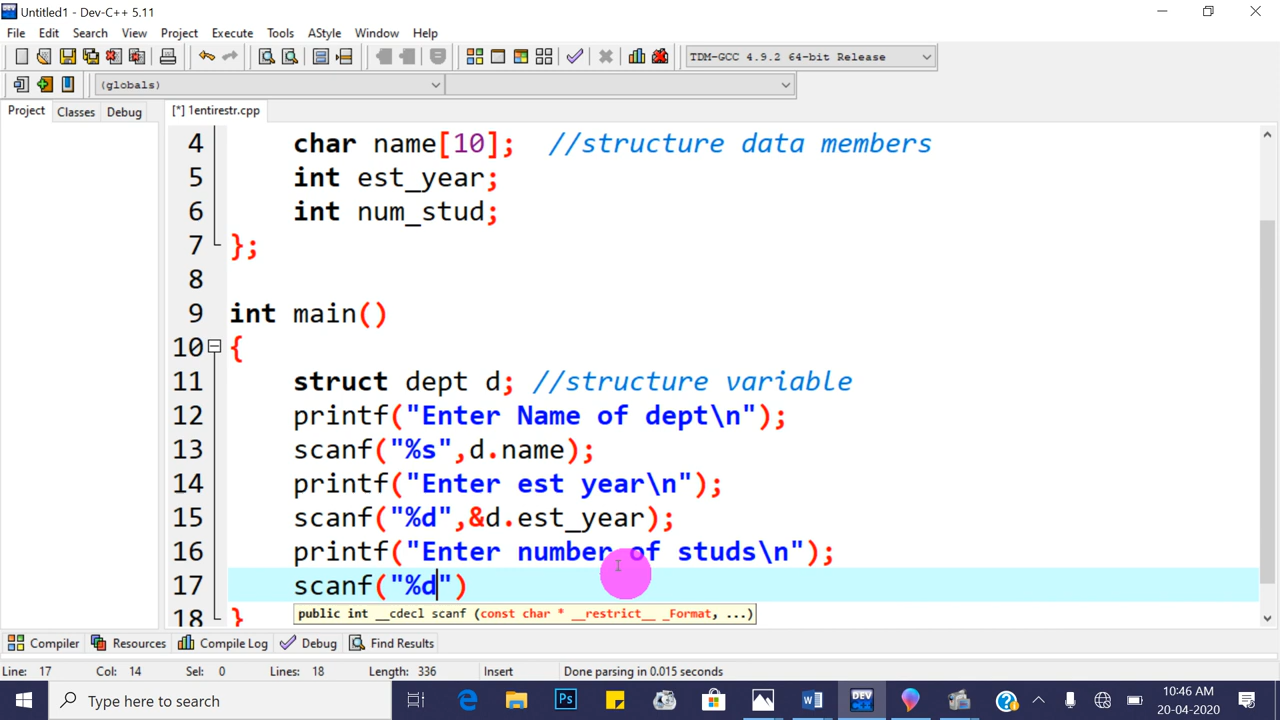 Untitled1 - Dev-C++ 5.11
File Edit Search View Project Execute Tools AStyle Window Help
TDM-GCC 4.9.2 64-bit Release
(globals)
Project Classes Debug [*] 1entirestr.cpp
4 char name[10]; //structure data members
5 int est_year;
6 int num_stud;
7 };
8
9 int main()
10 {
11 struct dept d; //structure variable
12 printf("Enter Name of dept\n");
13 scanf("%s",d.name);
14 printf("Enter est year\n");
15 scanf("%d",&d.est_year);
16 printf("Enter number of studs\n");
17 scanf("%d")
public int __cdecl scanf (const char * __restrict__ _Format, ...)
18 }
Compiler Resources Compile Log Debug Find Results
Line: 17 Col: 14 Sel: 0 Lines: 18 Length: 336 Insert Done parsing in 0.015 seconds
Type here to search
Ps
W
DEV
10:46 AM
20-04-2020